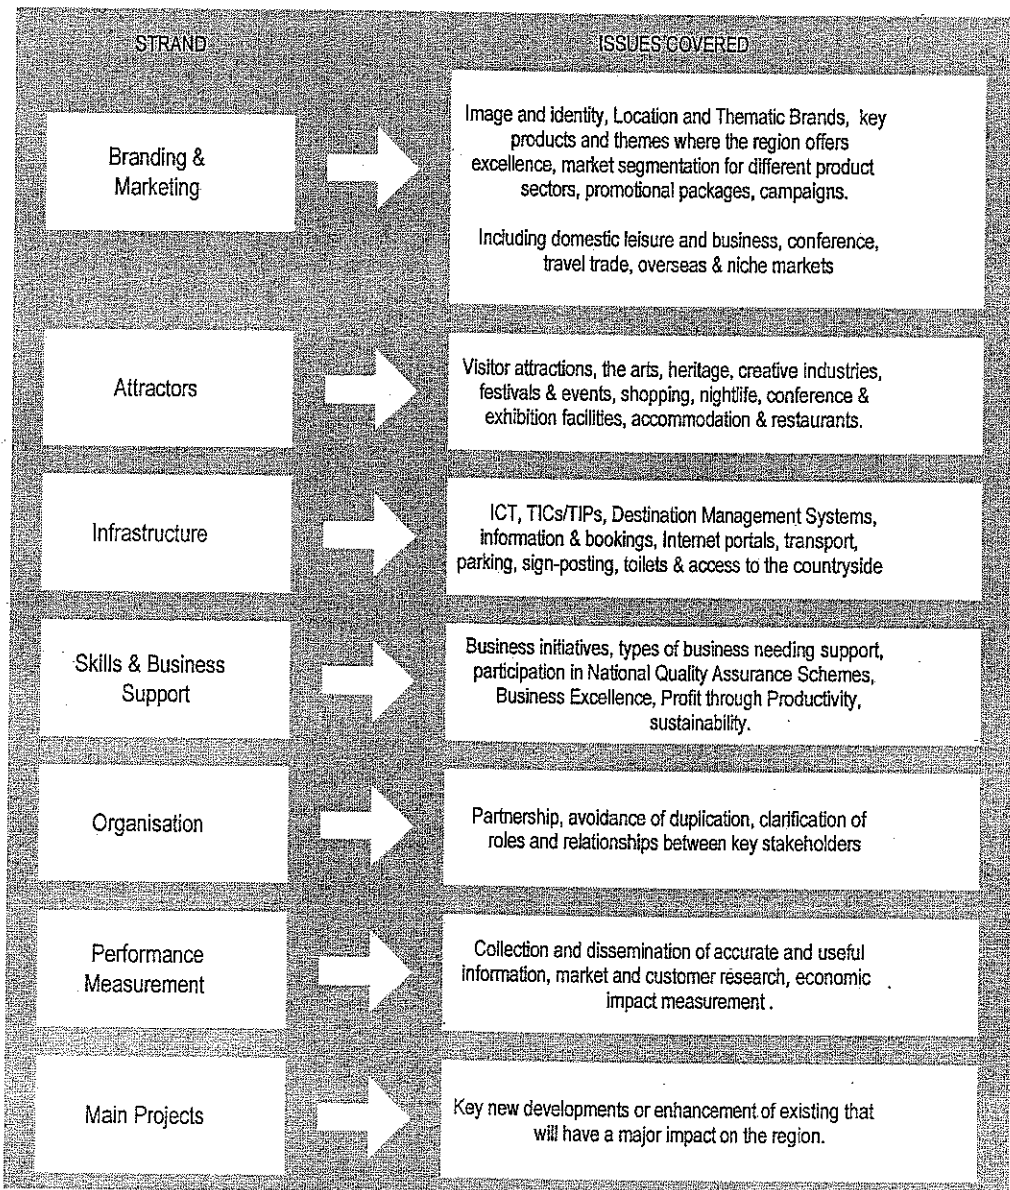 STRAND
ISSUES COVERED
Branding &
Marketing
Image and identity, Location and Thematic Brands, key
products and themes where the region offers
excellence, market segmentation for different product
sectors, promotional packages, campaigns.
Including domestic leisure and business, conference,
travel trade, overseas & niche markets
Attractors
Visitor attractions, the arts, heritage, creative industries,
festivals & events, shopping, nightlife, conference &
exhibition facilities, accommodation & restaurants.
Infrastructure
ICT, TICs/TIPs, Destination Management Systems,
information & bookings, Internet portals, transport,
parking, sign-posting, toilets & access to the countryside
Skills & Business
Support
Business initiatives, types of business needing support,
participation in National Quality Assurance Schemes,
Business Excellence, Profit through Productivity,
sustainability.
Organisation
Partnership, avoidance of duplication, clarification of
roles and relationships between key stakeholders
Performance
Measurement
Collection and dissemination of accurate and useful
information, market and customer research, economic
impact measurement .
Main Projects
Key new developments or enhancement of existing that
will have a major impact on the region.